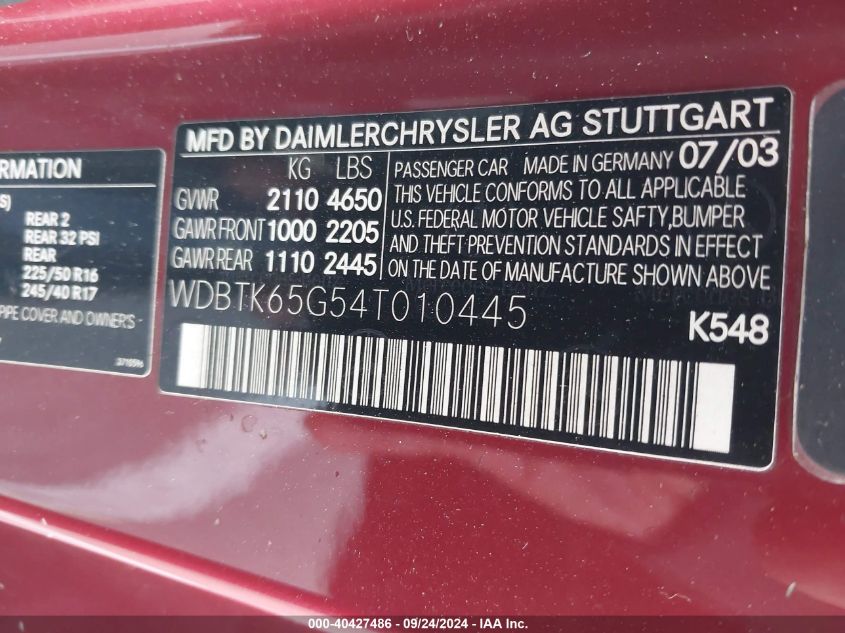 RMATION
S)
REAR 2
REAR 32 PSI
REAR
225/50 R16
245/40 R17
PIPE COVER AND OWNER'S
MFD BY DAIMLERCHRYSLER AG STUTTGART
KG LBS
GVWR 2110 4650
GAWR FRONT 1000 2205
GAWR REAR 1110 2445
PASSENGER CAR MADE IN GERMANY 07/03
THIS VEHICLE CONFORMS TO ALL APPLICABLE
U.S. FEDERAL MOTOR VEHICLE SAFTY,BUMPER
AND THEFT PREVENTION STANDARDS IN EFFECT
ON THE DATE OF MANUFACTURE SHOWN ABOVE
WDBTK65G54T010445
K548
000-40427486 - 09/24/2024 - IAA Inc.